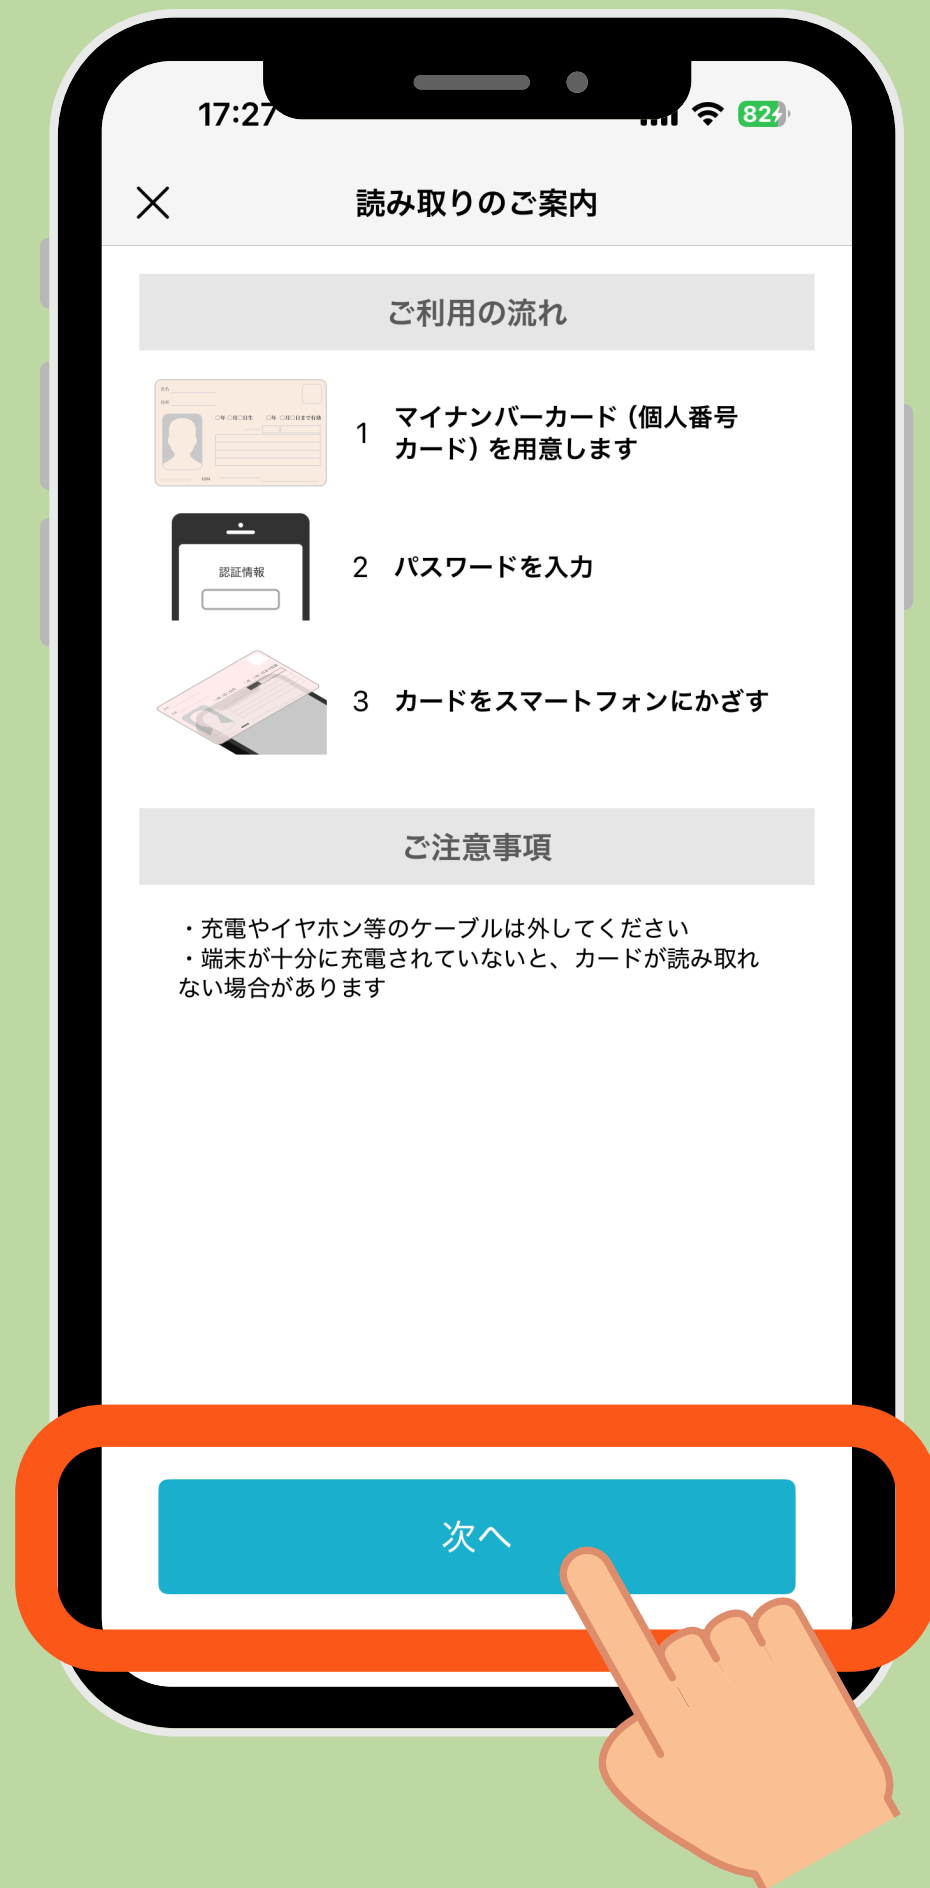 17:27
82
読み取りのご案内
ご利用の流れ
1 マイナンバーカード（個人番号
カード）を用意します
認証情報
2 パスワードを入力
3 カードをスマートフォンにかざす
ご注意事項
・充電やイヤホン等のケーブルは外してください
・端末が十分に充電されていないと、カードが読み取れ
ない場合があります
次へ